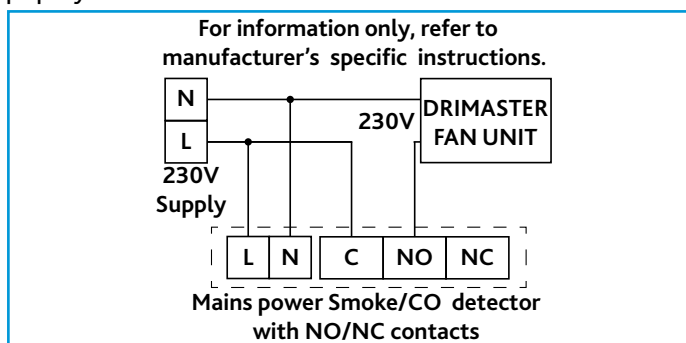 For information only, refer to
manufacturer's specific instructions.
N
L
230V
Supply
230V
DRIMASTER
FAN UNIT
L N C NO NC
Mains power Smoke/CO detector
with NO/NC contacts